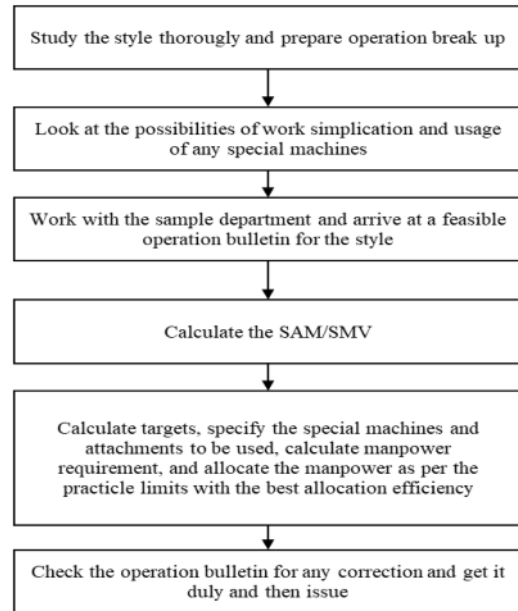 Study the style thorougly and prepare operation break up
Look at the possibilities of work simplication and usage
of any special machines
Work with the sample department and arrive at a feasible
operation bulletin for the style
Calculate the SAM/SMV
Calculate targets, specify the special machines and
attachments to be used, calculate manpower
requirement, and allocate the manpower as per the
practicle limits with the best allocation efficiency
Check the operation bulletin for any correction and get it
duly and then issue